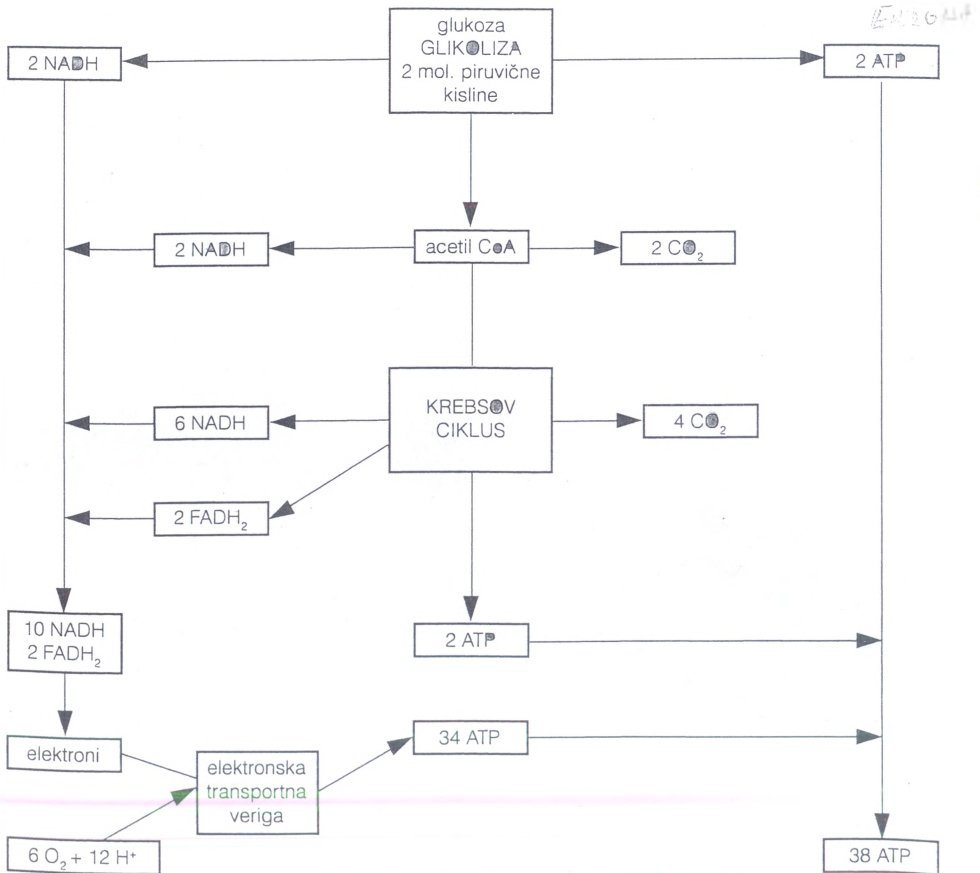 glukoza
GLIKOLIZA
2 mol. piruvične
kisline
2 NADH
2 ATP
2 NADH
acetil CoA
2 CO₂
6 NADH
KREBSOV
CIKLUS
4 CO₂
2 FADH₂
10 NADH
2 FADH₂
2 ATP
elektroni
elektronska
transportna
veriga
34 ATP
6 O₂ + 12 H⁺
38 ATP